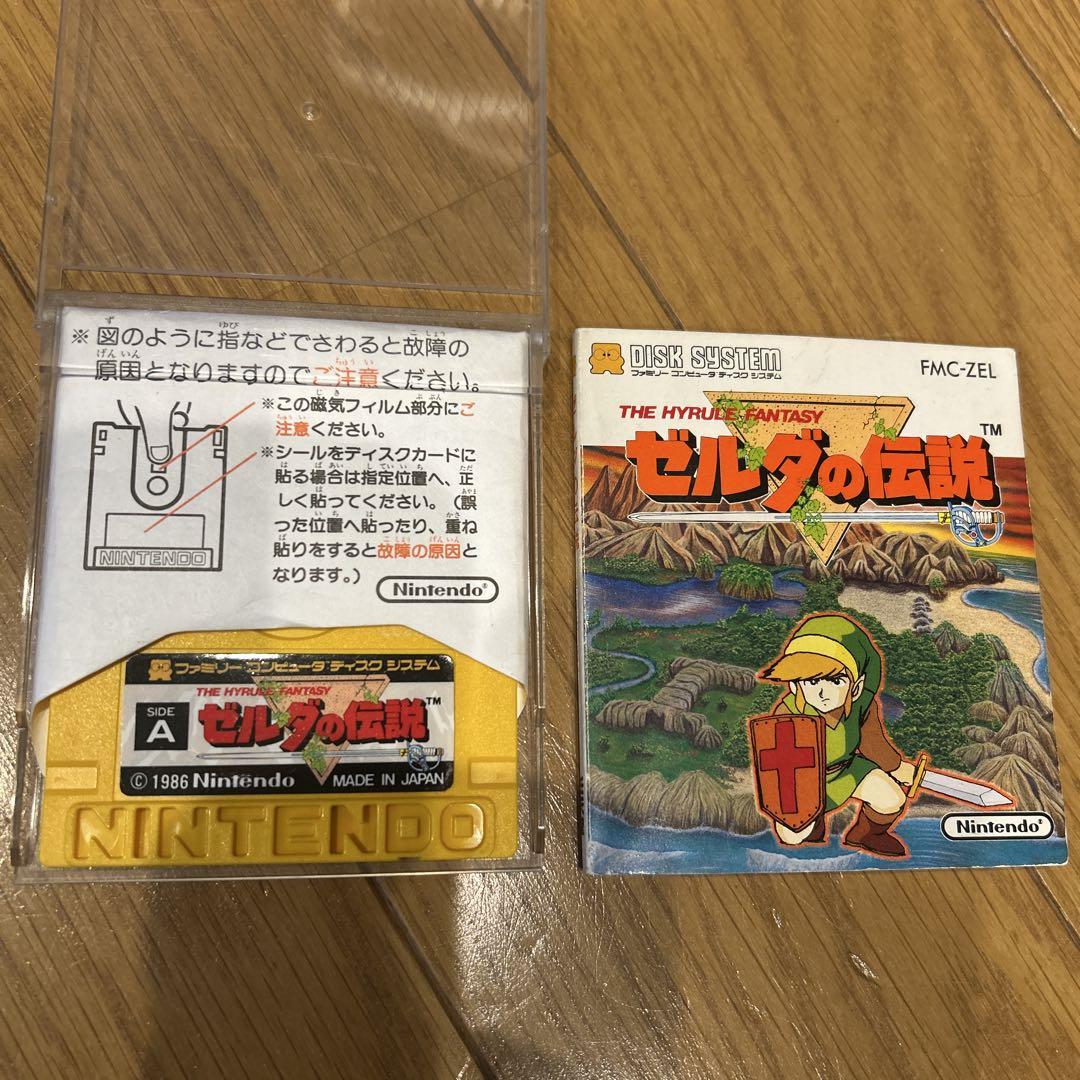 ※図のように指などでさわると故障の
原因となりますのでご注意ください。
※この磁気フィルム部分にご
注意ください。
※シールをディスクカードに
貼る場合は指定位置へ、正
しく貼ってください。(誤
った位置へ貼ったり、重ね
貼りをすると故障の原因と
なります。)
NINTENDO
Nintendo®
ファミリー コンピュータ ディスク システム
THE HYRULE FANTASY
SIDE
A
ゼルダの伝説™
© 1986 Nintendo MADE IN JAPAN
NINTENDO
DISK SYSTEM
ファミリー コンピュータ ディスク システム
FMC-ZEL
THE HYRULE FANTASY
ゼルダの伝説™
Nintendo®